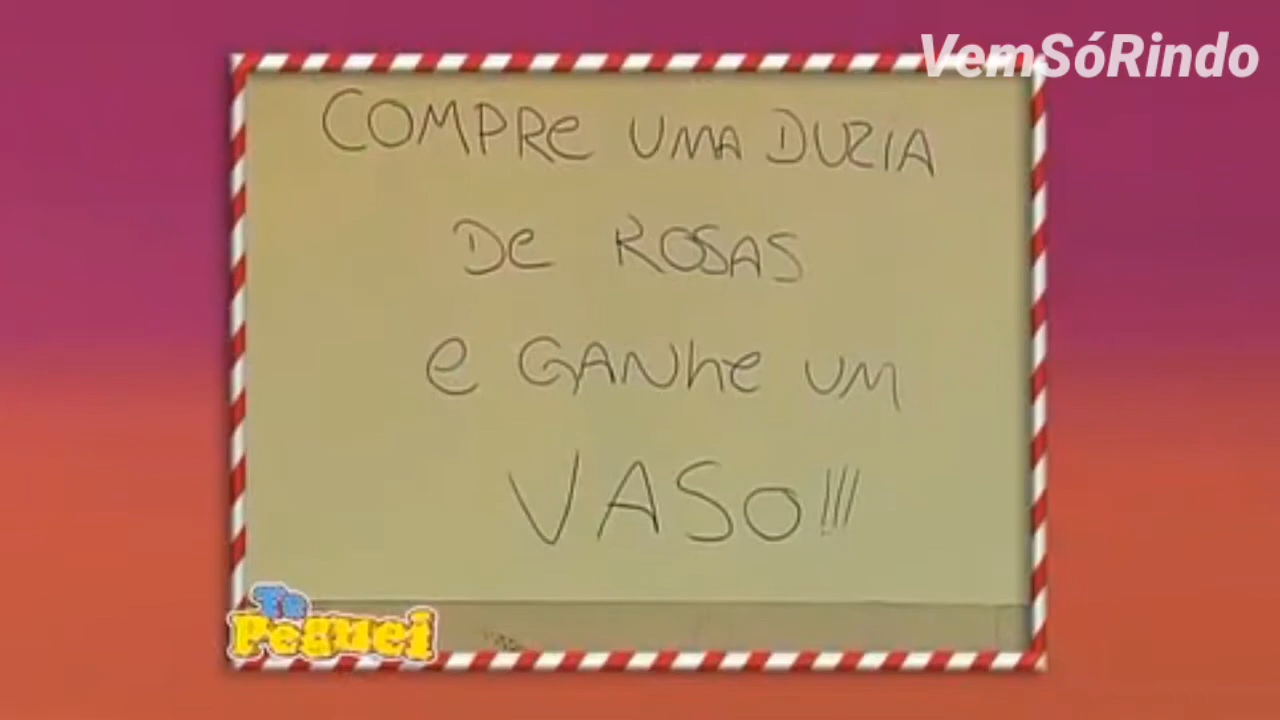 VemSóRindo
COMPRe UMA DUZIA
De ROSAS
e GANhe UM
VASO!!!
Te
Peguei